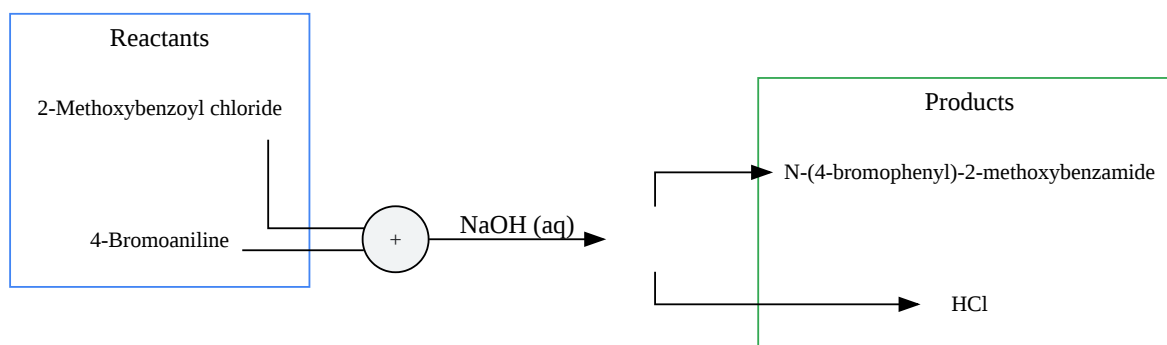 Reactants
2-Methoxybenzoyl chloride
4-Bromoaniline
+
NaOH (aq)
Products
N-(4-bromophenyl)-2-methoxybenzamide
HCl